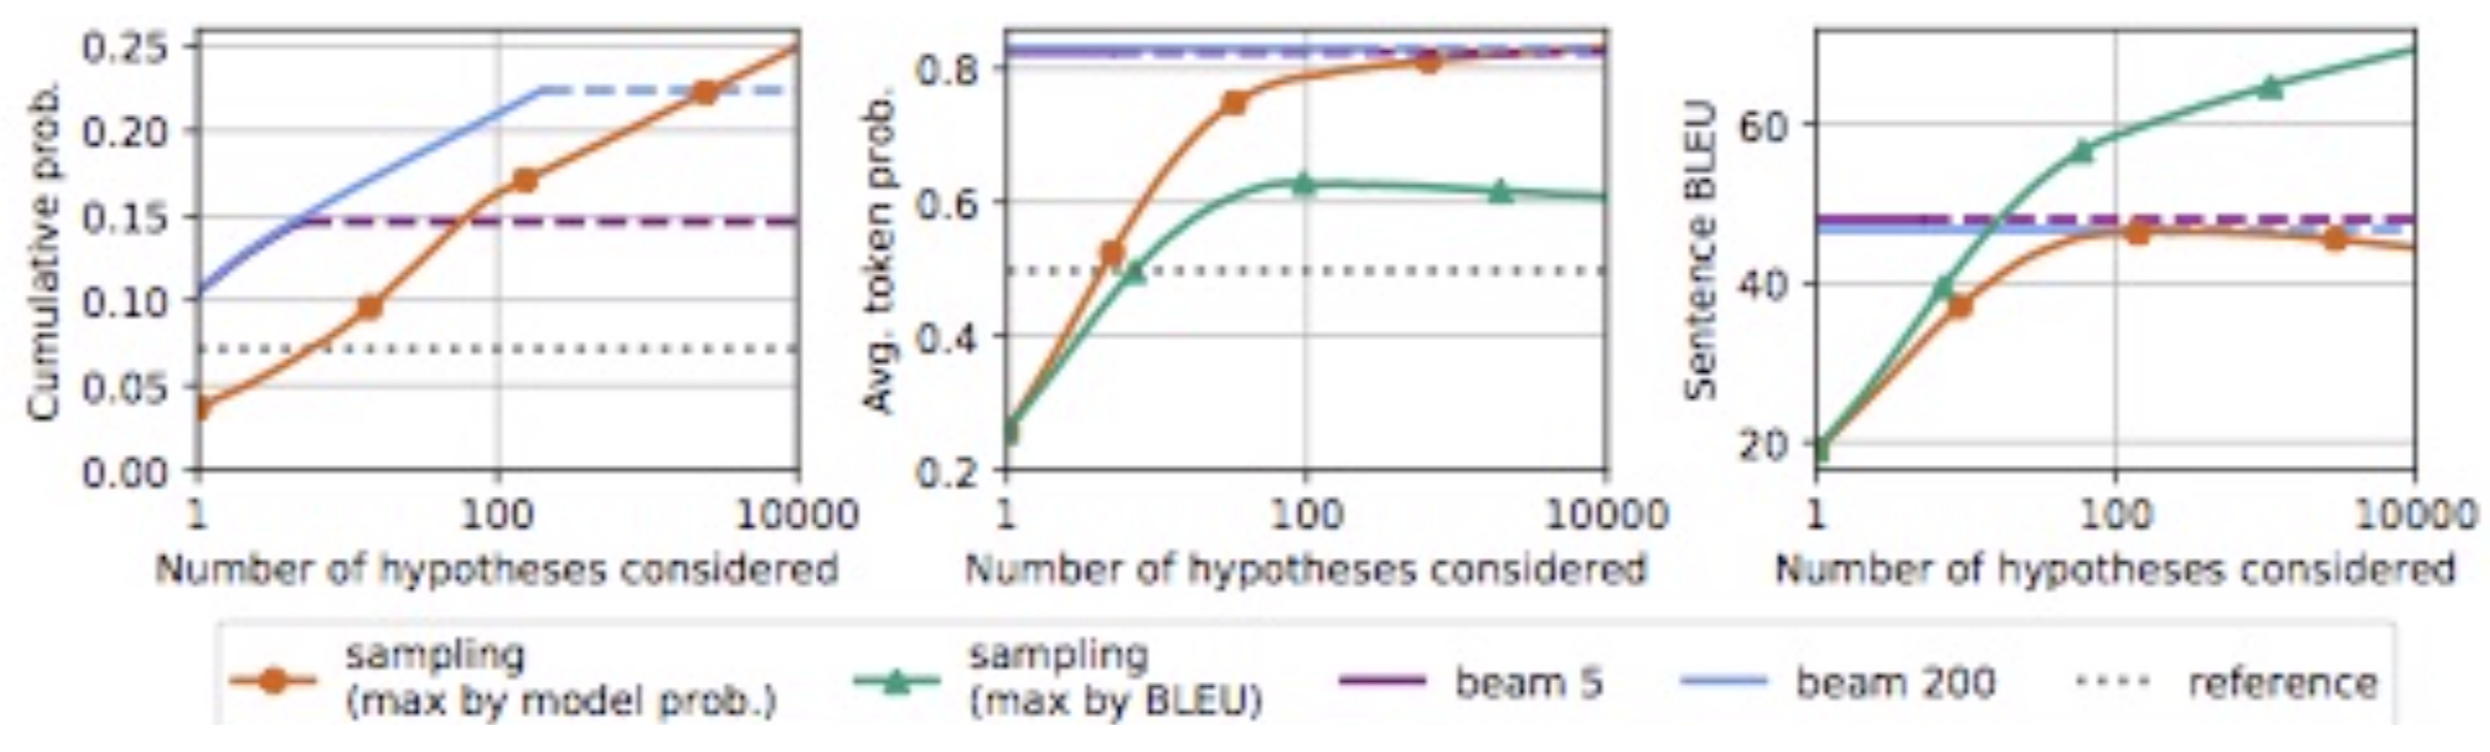 Cumulative prob.
0.25
0.20
0.15
0.10
0.05
0.00
1 100 10000
Number of hypotheses considered
Avg. token prob.
0.8
0.6
0.4
0.2
1 100 10000
Number of hypotheses considered
Sentence BLEU
60
40
20
1 100 10000
Number of hypotheses considered
sampling
(max by model prob.)
sampling
(max by BLEU)
beam 5
beam 200
reference